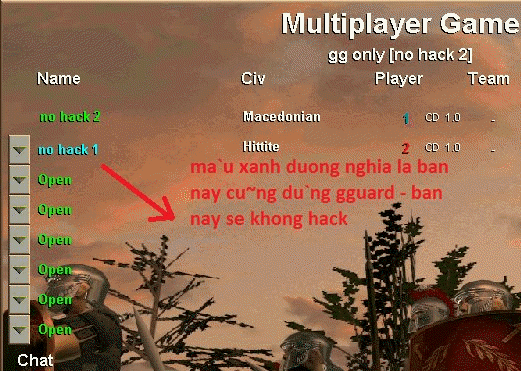 Multiplayer Game
gg only [no hack 2]
Name Civ Player Team
no hack 2 Macedonian 1 CD 1.0 -
no hack 1 Hittite 2 CD 1.0 -
ma`u xanh duong nghia la ban
nay cu~ng du`ng gguard - ban
nay se khong hack
Open
Open
Open
Open
Open
Open
Chat